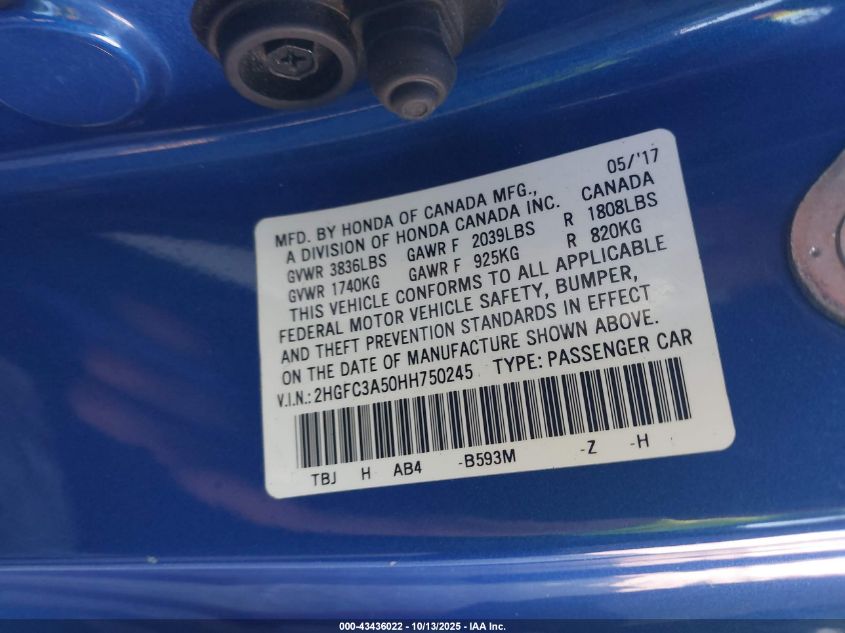 MFD. BY HONDA OF CANADA MFG., 05/'17
A DIVISION OF HONDA CANADA INC. CANADA
GVWR 3836LBS GAWR F 2039LBS R 1808LBS
GVWR 1740KG GAWR F 925KG R 820KG
THIS VEHICLE CONFORMS TO ALL APPLICABLE
FEDERAL MOTOR VEHICLE SAFETY, BUMPER,
AND THEFT PREVENTION STANDARDS IN EFFECT
ON THE DATE OF MANUFACTURE SHOWN ABOVE.
V.I.N.: 2HGFC3A50HH750245 TYPE: PASSENGER CAR
TBJ H AB4 -B593M -Z -H
000-43436022 | 10/13/2025 | IAA Inc.